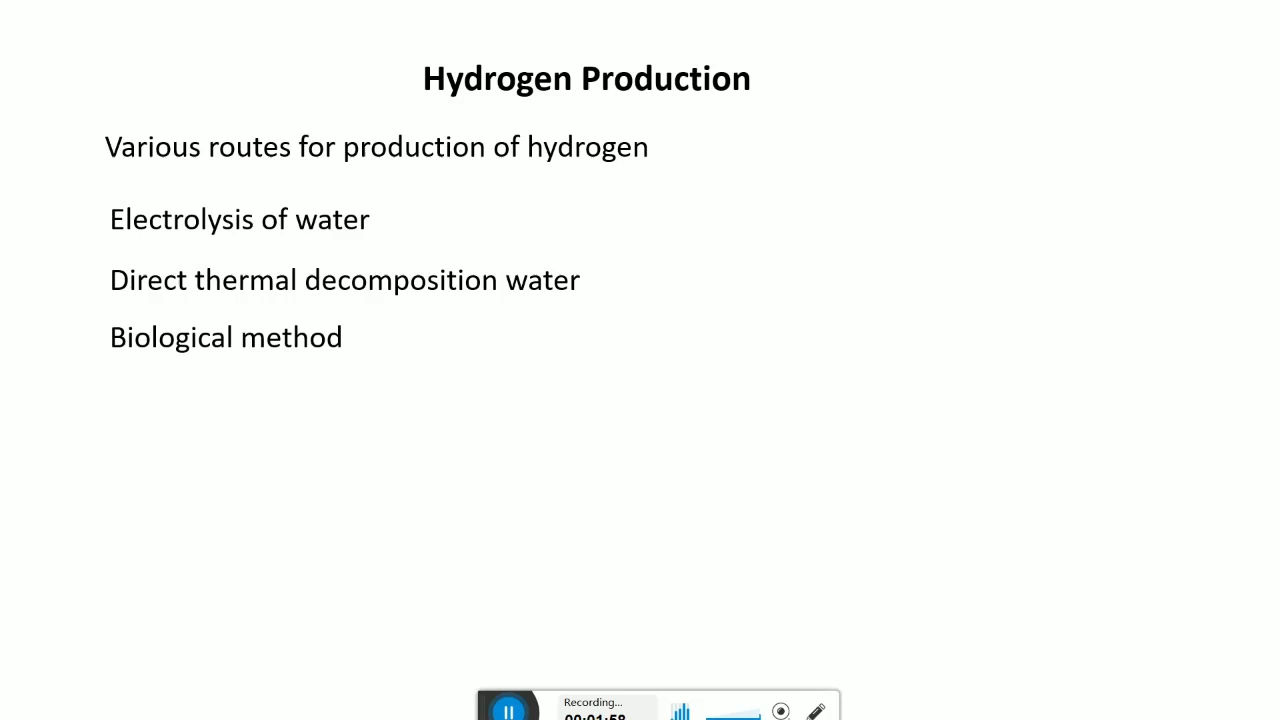 Hydrogen Production
Various routes for production of hydrogen
Electrolysis of water
Direct thermal decomposition water
Biological method
Recording...
00:01:58